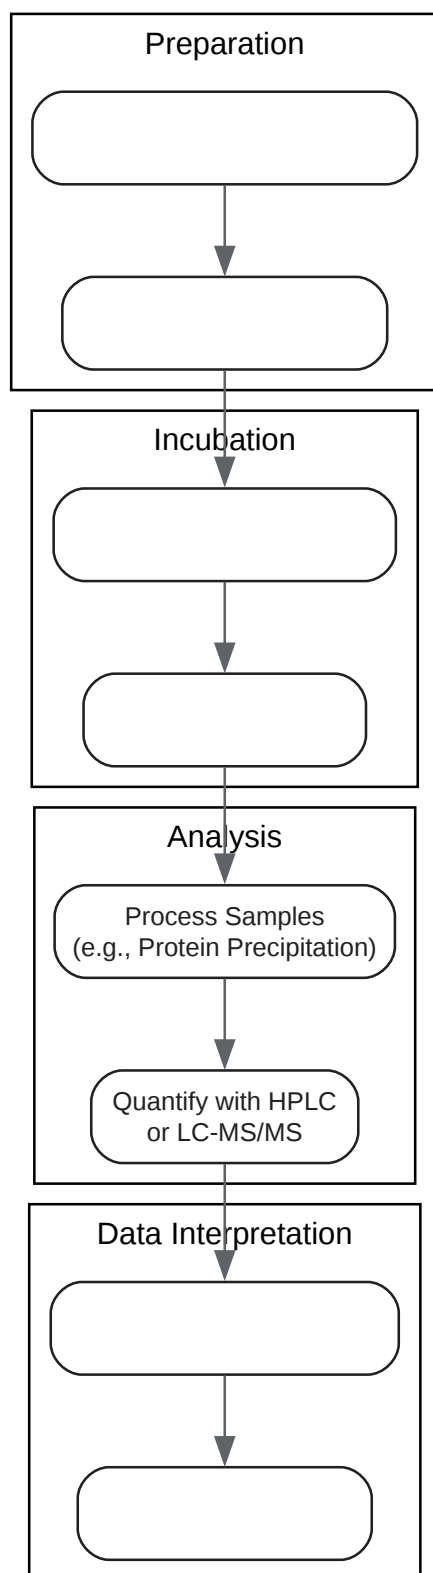 Preparation
Incubation
Analysis
Process Samples
(e.g., Protein Precipitation)
Quantify with HPLC
or LC-MS/MS
Data Interpretation